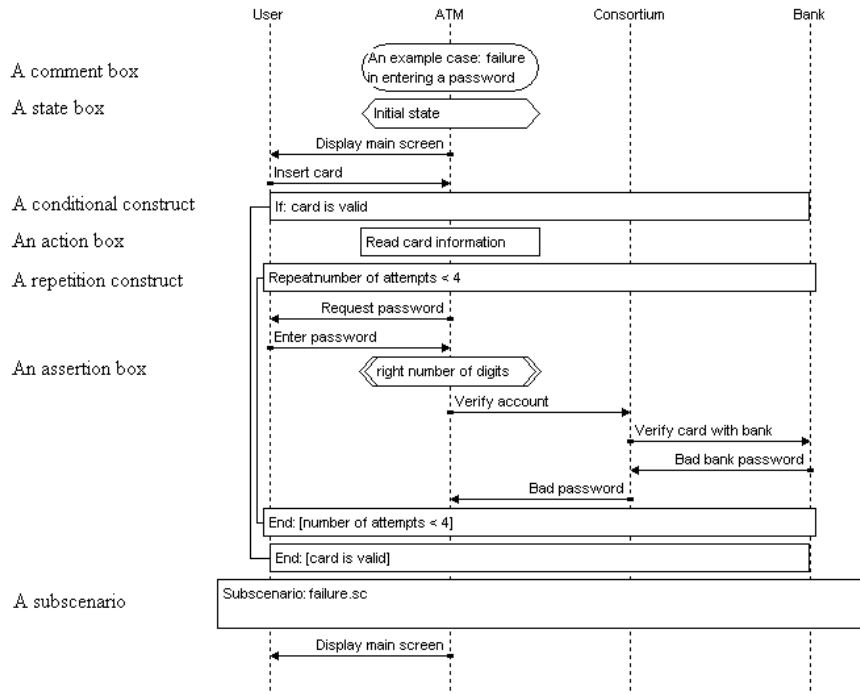 User ATM Consortium Bank
A comment box
An example case: failure
in entering a password
A state box
Initial state
Display main screen
Insert card
A conditional construct
If: card is valid
An action box
Read card information
A repetition construct
Repeat:number of attempts < 4
Request password
Enter password
An assertion box
right number of digits
Verify account
Verify card with bank
Bad bank password
Bad password
End: [number of attempts < 4]
End: [card is valid]
A subscenario
Subscenario: failure.sc
Display main screen